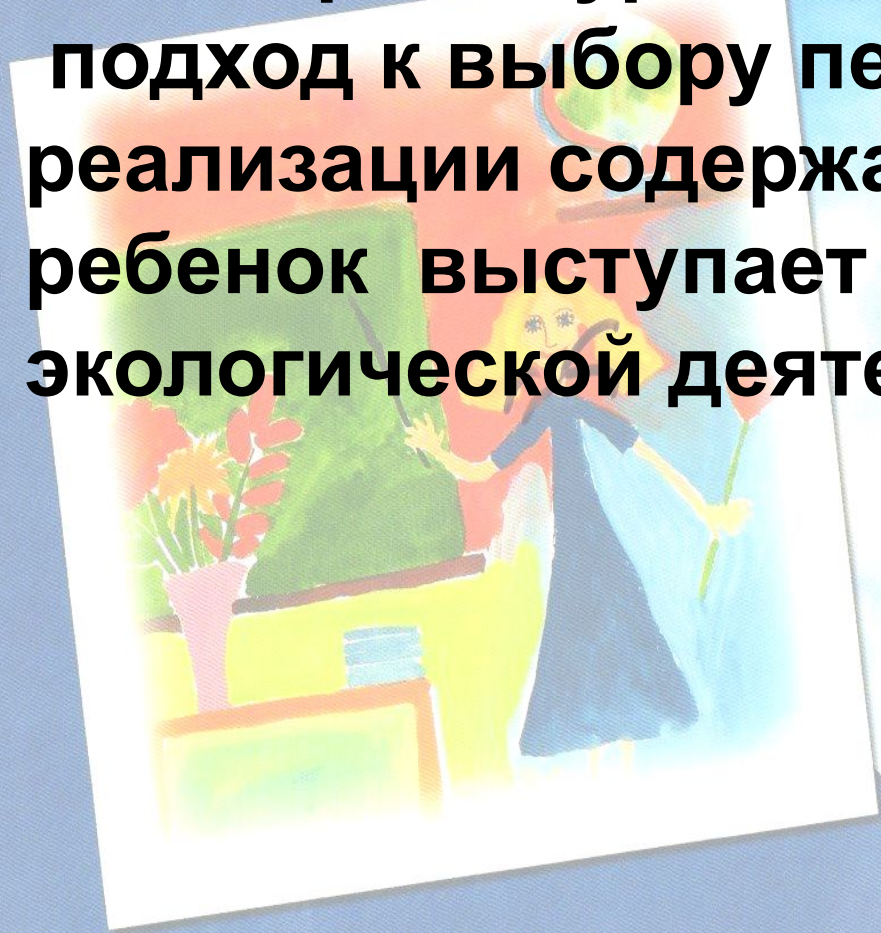 подход к выбору пе
реализации содержа
ребенок выступает
экологической деяте